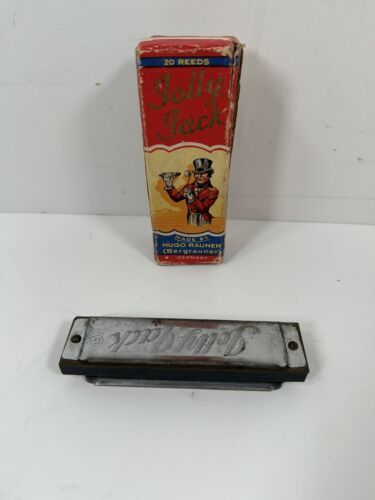 20 REEDS
Jolly
Jack
MADE BY
HUGO RAUNER
(Bergrauner)
GERMANY
Jolly Jack
©